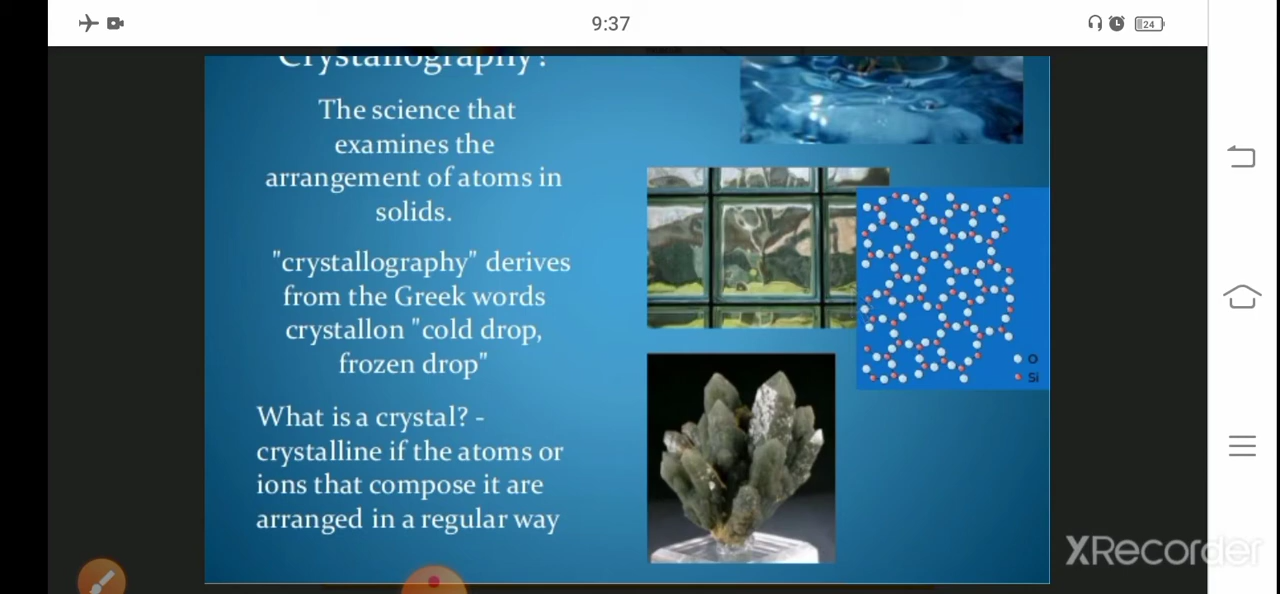 9:37
24
Crystallography?
The science that
examines the
arrangement of atoms in
solids.
"crystallography" derives
from the Greek words
crystallon "cold drop,
frozen drop"
What is a crystal? -
crystalline if the atoms or
ions that compose it are
arranged in a regular way
O
Si
XRecorder